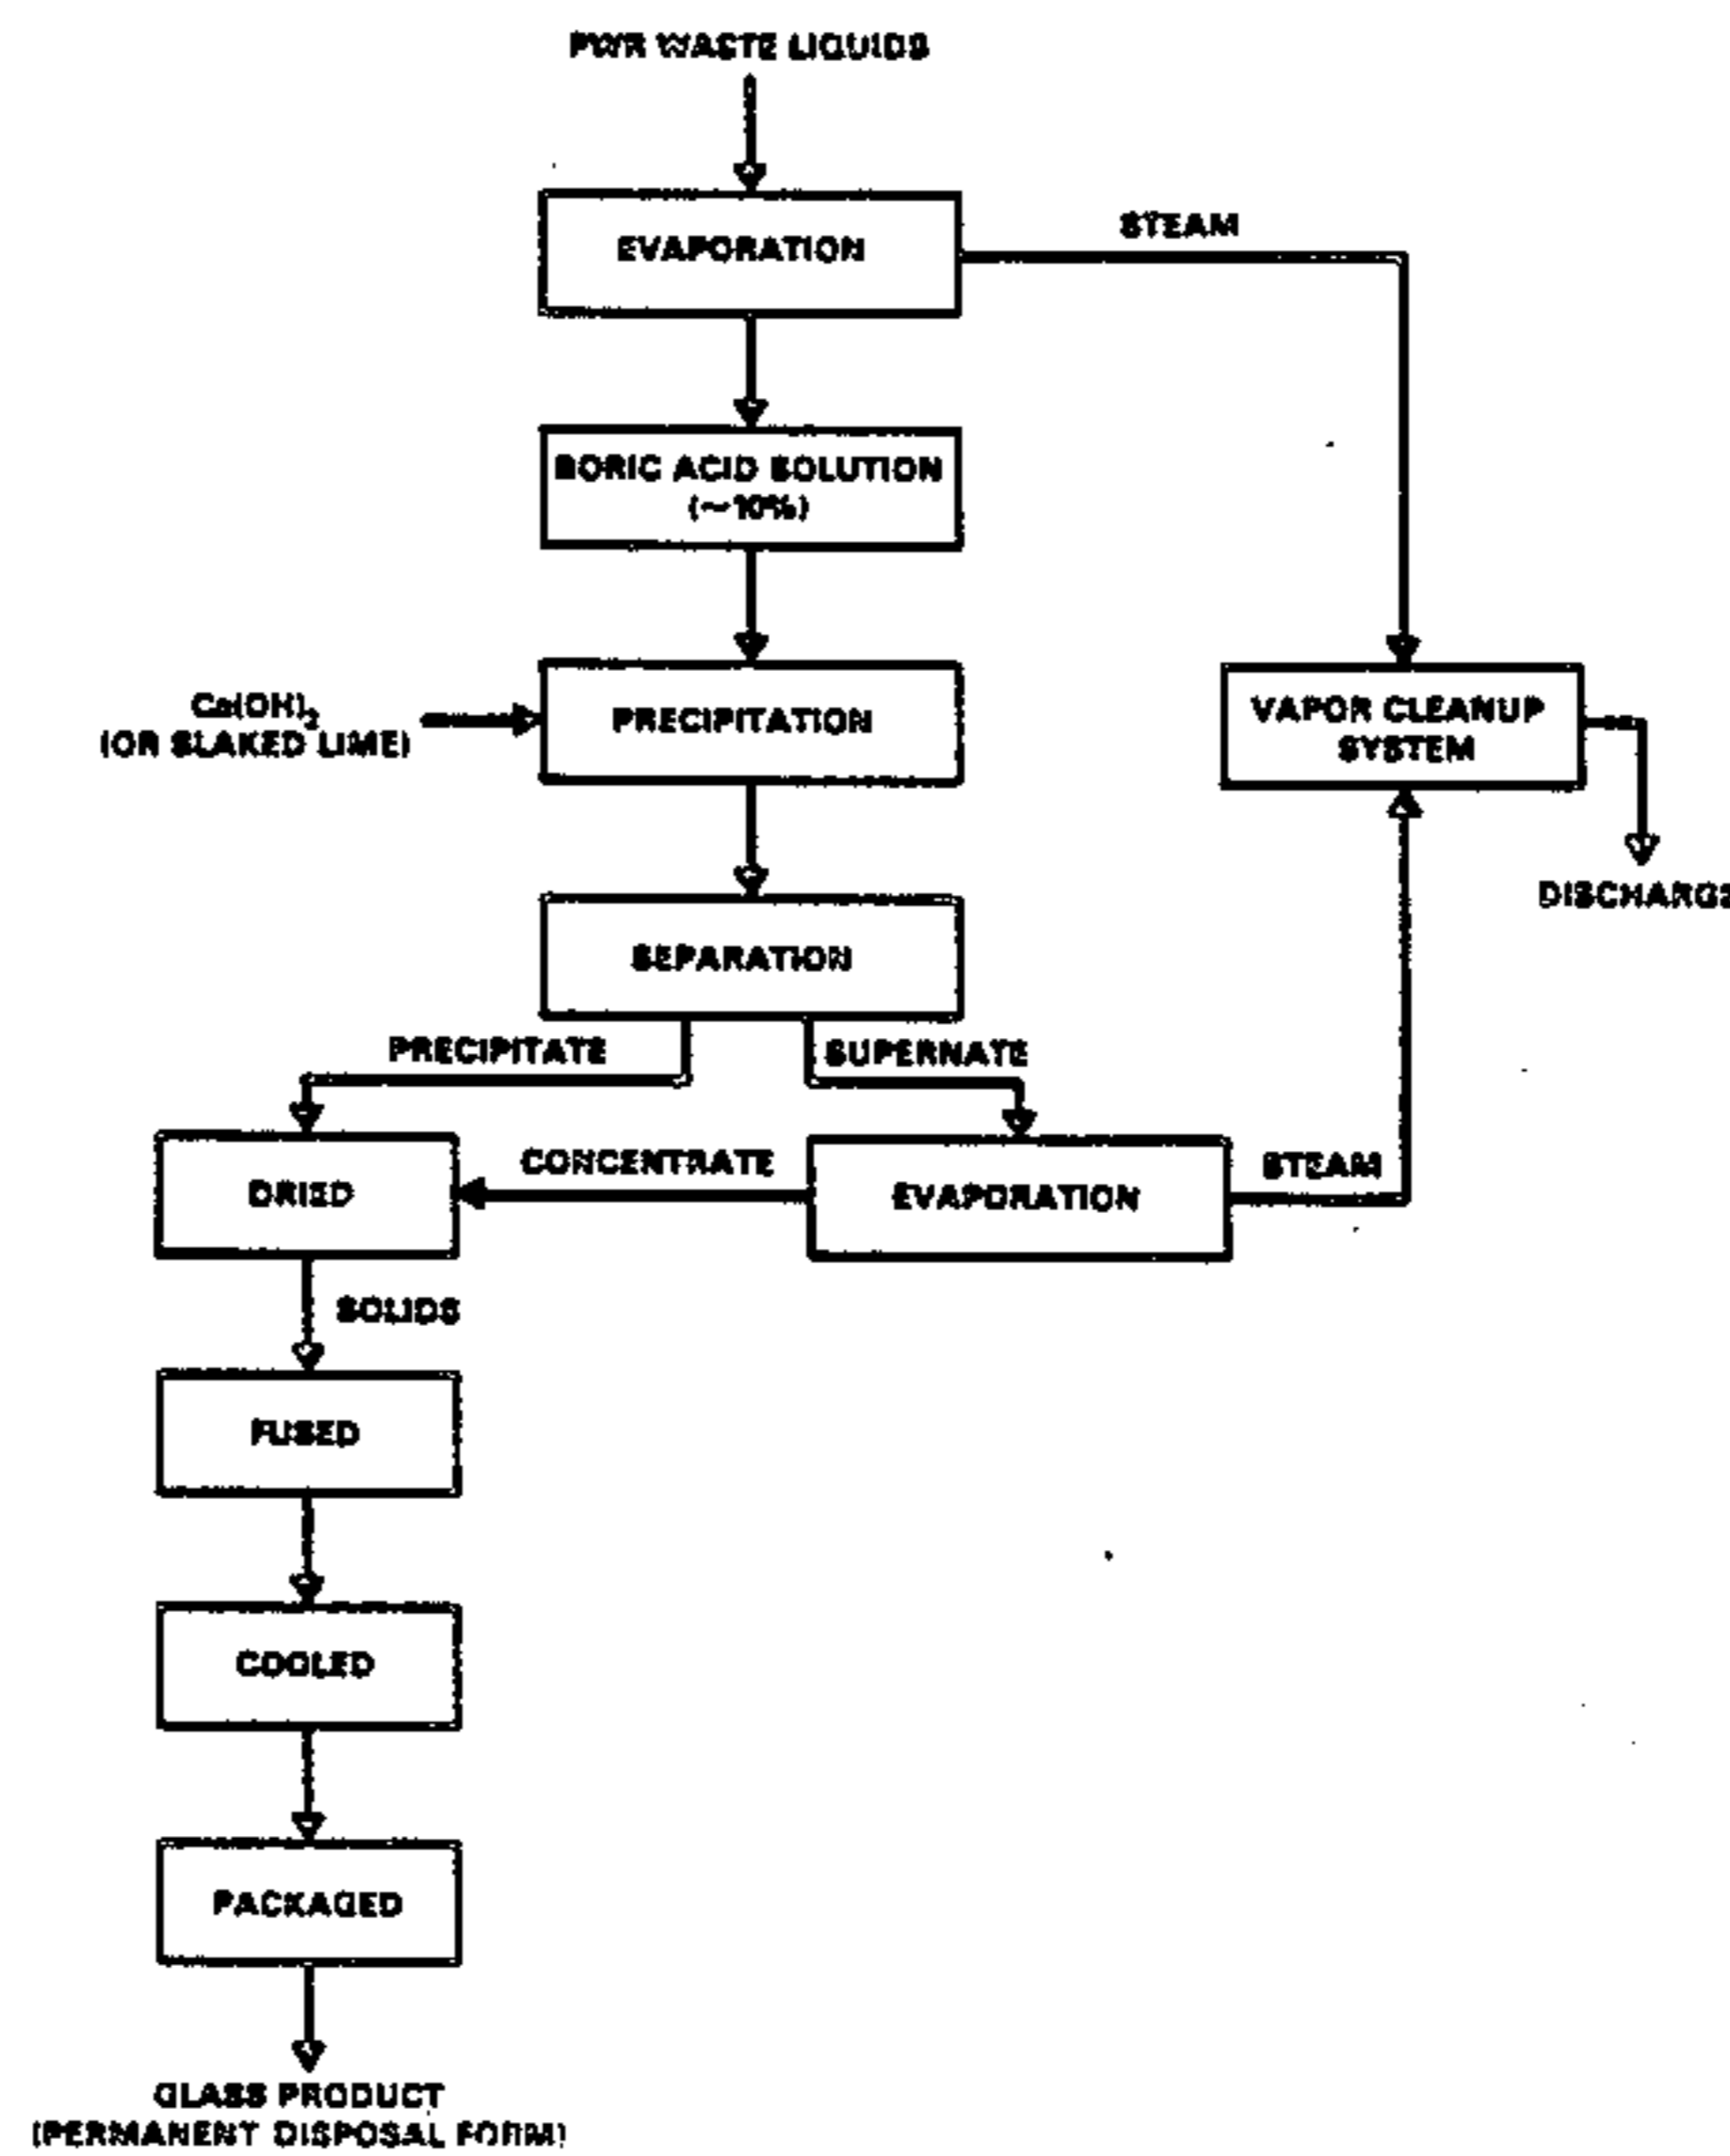 PWR WASTE LIQUIDS
EVAPORATION
STEAM
BORIC ACID SOLUTION
(~10%)
PRECIPITATION
Ca(OH)2
(OR SLAKED LIME)
VAPOR CLEANUP
SYSTEM
DISCHARGE
SEPARATION
PRECIPITATE
SUPERNATE
DRIED
CONCENTRATE
EVAPORATION
STEAM
SOLIDS
FUSED
COOLED
PACKAGED
GLASS PRODUCT
(PERMANENT DISPOSAL FORM)